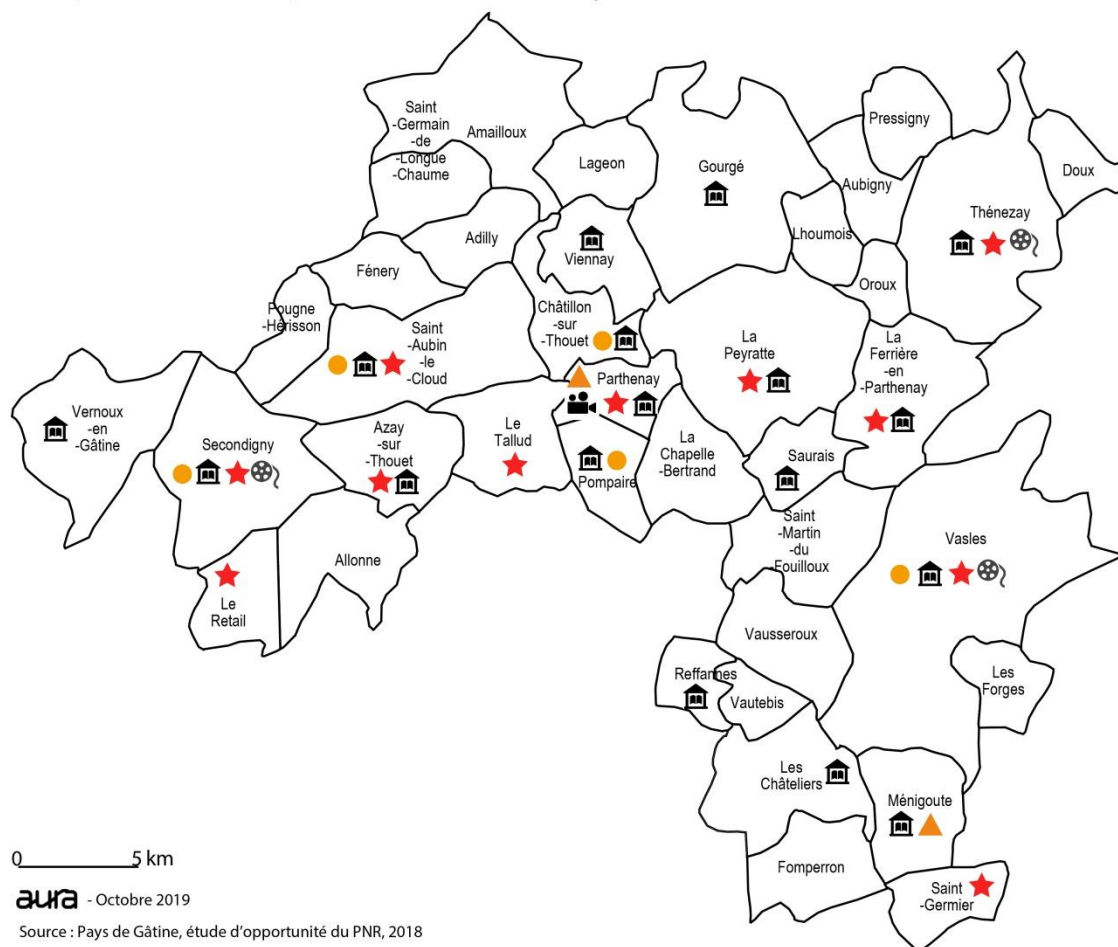 Saint
-Germain
-de
-Longue
-Chaume
Amailloux
Lageon
Gourgé
Pressigny
Aubigny
Doux
Thénezay
Lhoumois
Oroux
Adilly
Viennay
Fénery
Pougne
-Hérisson
Saint
-Aubin
-le
-Cloud
Châtillon
-sur
-Thouet
La
Peyratte
La
Ferrière
-en
-Parthenay
Parthenay
Vernoux
-en
-Gâtine
Secondigny
Azay
-sur
-Thouet
Le
Tallud
Pompaire
La
Chapelle
-Bertrand
Saurais
Saint
-Martin
-du
-Fouilloux
Vasles
Allonne
Le
Retail
Vausseroux
Reffannes
Vautebis
Les
Forges
Les
Châteliers
Ménigoute
Fomperron
Saint
-Germier
0 5 km
aura - Octobre 2019
Source : Pays de Gâtine, étude d'opportunité du PNR, 2018